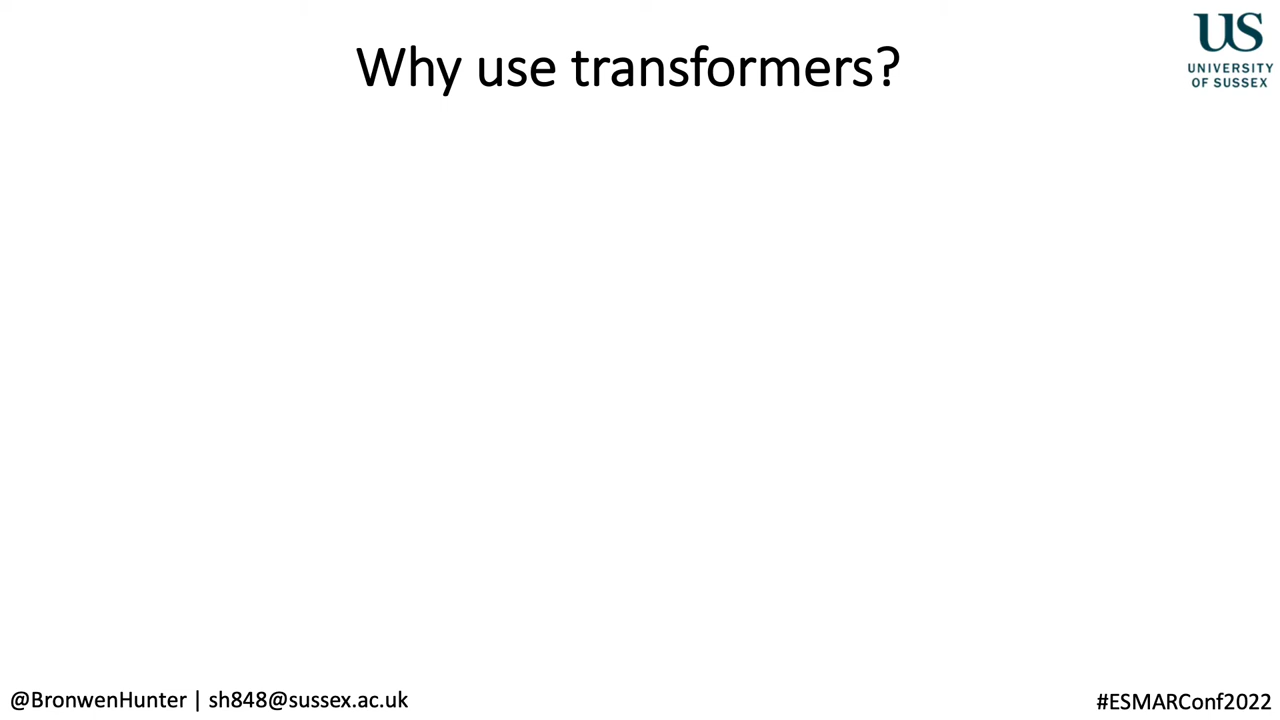 Why use transformers?
US
UNIVERSITY
OF SUSSEX
@BronwenHunter | sh848@sussex.ac.uk
#ESMARConf2022